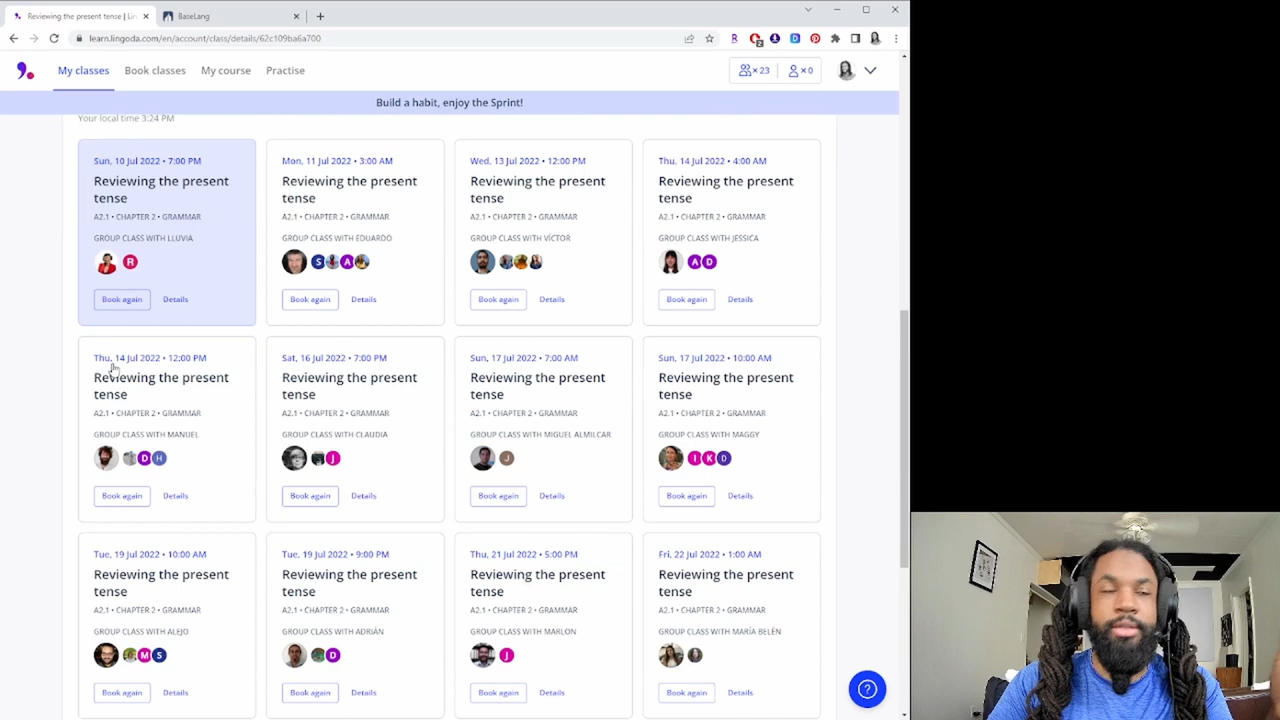 Reviewing the present tense | Lin
BaseLang
learn.lingoda.com/en/account/class/details/62c109ba6a700
My classes
Book classes
My course
Practise
× 23
× 0
Build a habit, enjoy the Sprint!
Your local time 3:24 PM
Sun, 10 Jul 2022 • 7:00 PM
Reviewing the present
tense
A2.1 • CHAPTER 2 • GRAMMAR
GROUP CLASS WITH LLUVIA
R
Book again
Details
Mon, 11 Jul 2022 • 3:00 AM
Reviewing the present
tense
A2.1 • CHAPTER 2 • GRAMMAR
GROUP CLASS WITH EDUARDO
S
A
Book again
Details
Wed, 13 Jul 2022 • 12:00 PM
Reviewing the present
tense
A2.1 • CHAPTER 2 • GRAMMAR
GROUP CLASS WITH VÍCTOR
Book again
Details
Thu, 14 Jul 2022 • 4:00 AM
Reviewing the present
tense
A2.1 • CHAPTER 2 • GRAMMAR
GROUP CLASS WITH JESSICA
A D
Book again
Details
Thu, 14 Jul 2022 • 12:00 PM
Reviewing the present
tense
A2.1 • CHAPTER 2 • GRAMMAR
GROUP CLASS WITH MANUEL
D H
Book again
Details
Sat, 16 Jul 2022 • 7:00 PM
Reviewing the present
tense
A2.1 • CHAPTER 2 • GRAMMAR
GROUP CLASS WITH CLAUDIA
J
Book again
Details
Sun, 17 Jul 2022 • 7:00 AM
Reviewing the present
tense
A2.1 • CHAPTER 2 • GRAMMAR
GROUP CLASS WITH MIGUEL ALMILCAR
J
Book again
Details
Sun, 17 Jul 2022 • 10:00 AM
Reviewing the present
tense
A2.1 • CHAPTER 2 • GRAMMAR
GROUP CLASS WITH MAGGY
I K D
Book again
Details
Tue, 19 Jul 2022 • 10:00 AM
Reviewing the present
tense
A2.1 • CHAPTER 2 • GRAMMAR
GROUP CLASS WITH ALEJO
M S
Book again
Details
Tue, 19 Jul 2022 • 9:00 PM
Reviewing the present
tense
A2.1 • CHAPTER 2 • GRAMMAR
GROUP CLASS WITH ADRIÁN
D
Book again
Details
Thu, 21 Jul 2022 • 5:00 PM
Reviewing the present
tense
A2.1 • CHAPTER 2 • GRAMMAR
GROUP CLASS WITH MARLON
J
Book again
Details
Fri, 22 Jul 2022 • 1:00 AM
Reviewing the present
tense
A2.1 • CHAPTER 2 • GRAMMAR
GROUP CLASS WITH MARÍA BELÉN
Book again
Details